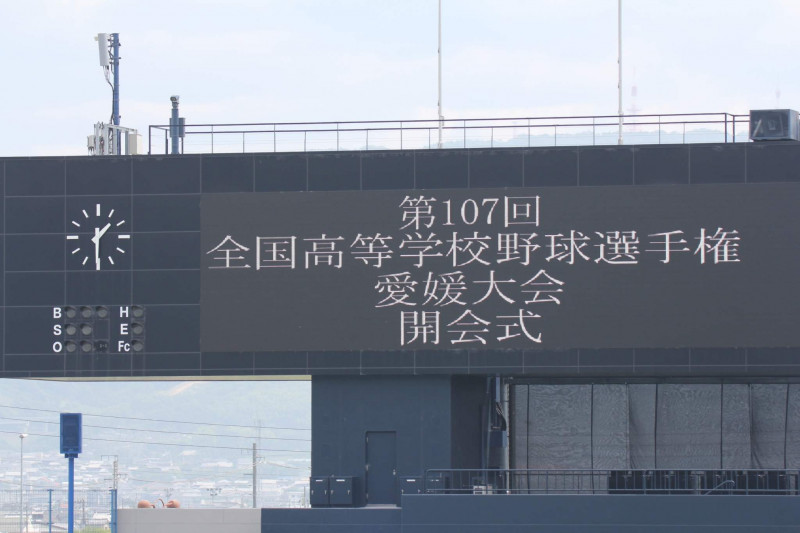 第107回
全国高等学校野球選手権
愛媛大会
開会式
B H
S E
O Fc